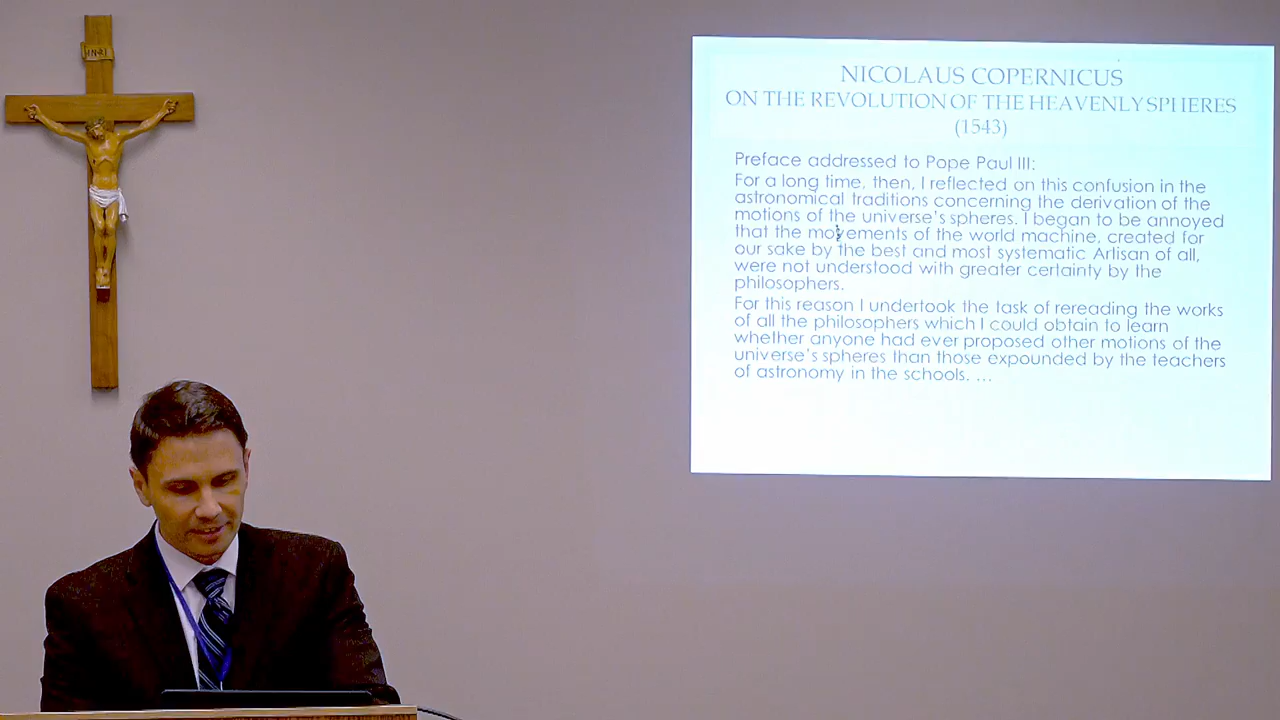 INRI
NICOLAUS COPERNICUS
ON THE REVOLUTION OF THE HEAVENLY SPHERES
(1543)
Preface addressed to Pope Paul III:
For a long time, then, I reflected on this confusion in the
astronomical traditions concerning the derivation of the
motions of the universe's spheres. I began to be annoyed
that the movements of the world machine, created for
our sake by the best and most systematic Artisan of all,
were not understood with greater certainty by the
philosophers.
For this reason I undertook the task of rereading the works
of all the philosophers which I could obtain to learn
whether anyone had ever proposed other motions of the
universe's spheres than those expounded by the teachers
of astronomy in the schools. ...